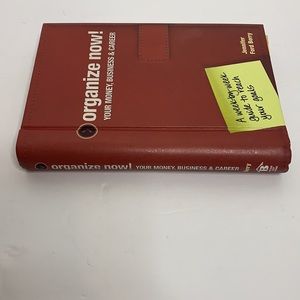 organize now!
YOUR MONEY, BUSINESS & CAREER
Jennifer
Ford Berry
A week-by-week
guide to reach
your goals
organize now! YOUR MONEY, BUSINESS & CAREER Berry